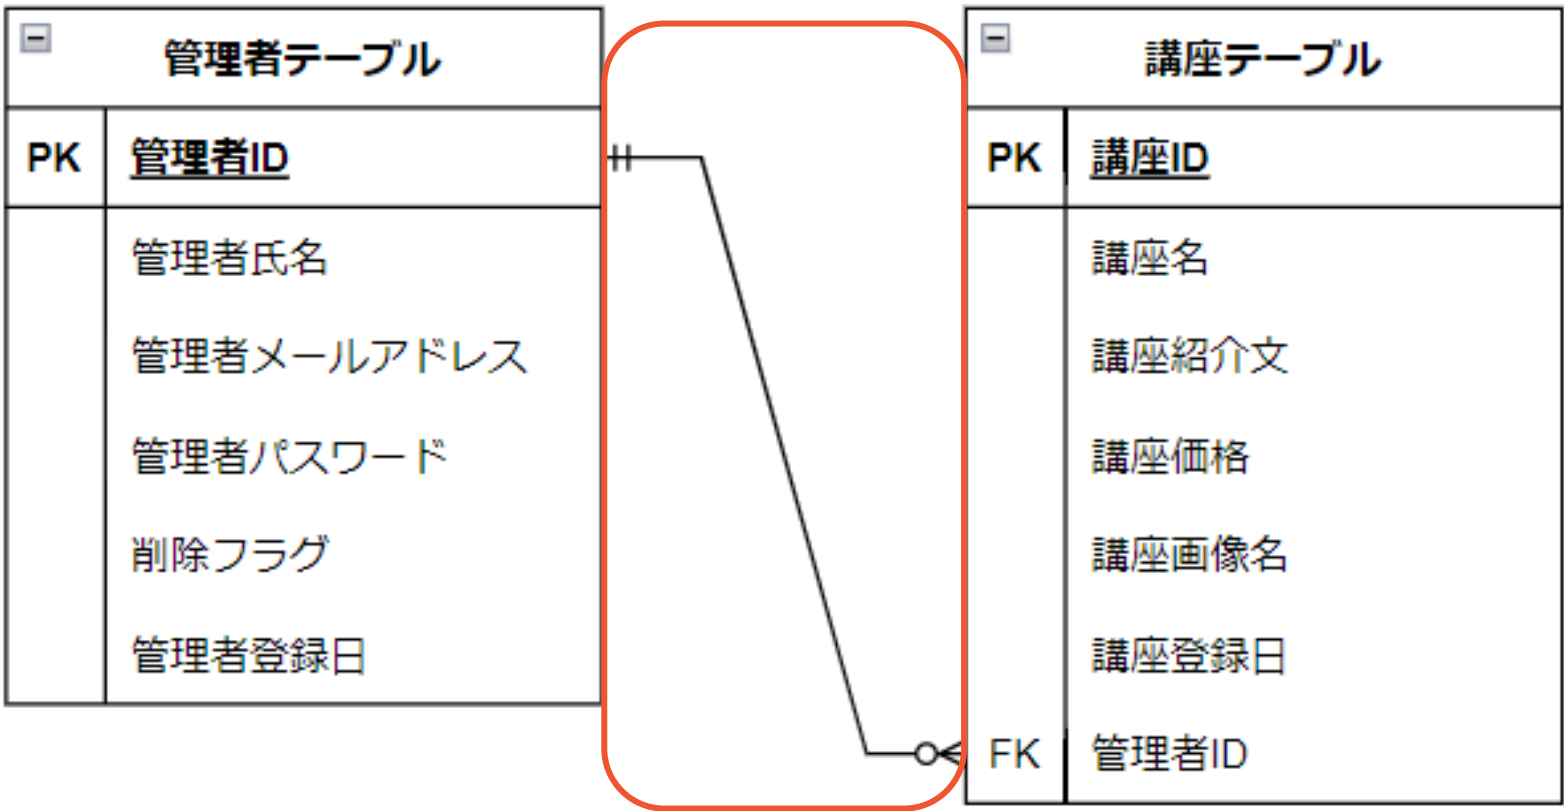 管理者テーブル
PK 管理者ID
管理者氏名
管理者メールアドレス
管理者パスワード
削除フラグ
管理者登録日
講座テーブル
PK 講座ID
講座名
講座紹介文
講座価格
講座画像名
講座登録日
FK 管理者ID